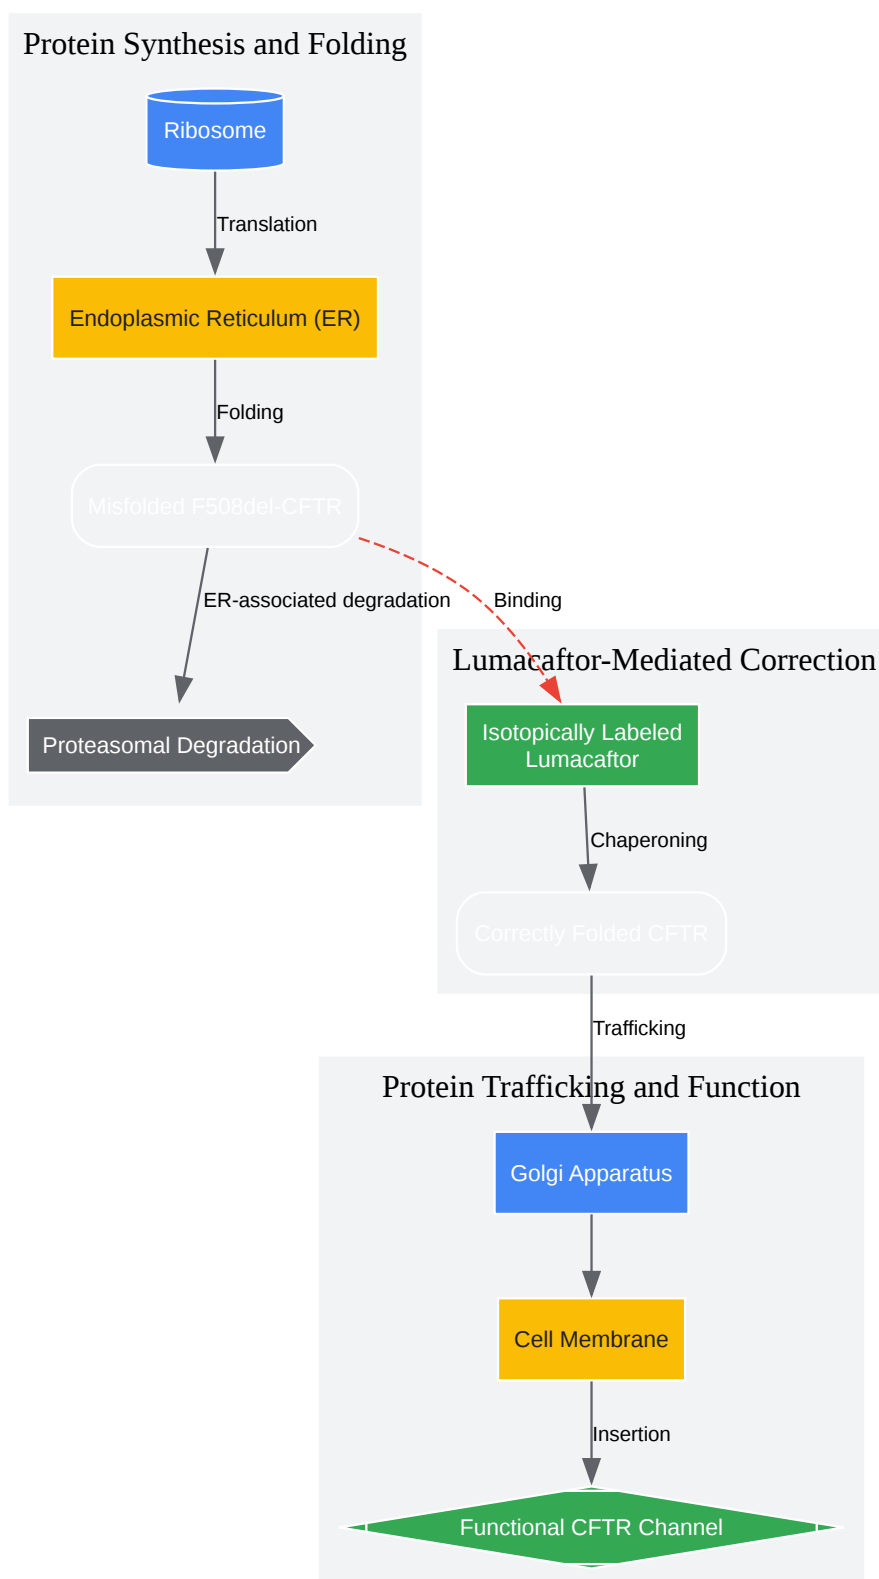 Protein Synthesis and Folding
Ribosome
Translation
Endoplasmic Reticulum (ER)
Folding
Misfolded F508del-CFTR
ER-associated degradation
Binding
Proteasomal Degradation
Lumacaftor-Mediated Correction
Isotopically Labeled
Lumacaftor
Chaperoning
Correctly Folded CFTR
Trafficking
Protein Trafficking and Function
Golgi Apparatus
Cell Membrane
Insertion
Functional CFTR Channel